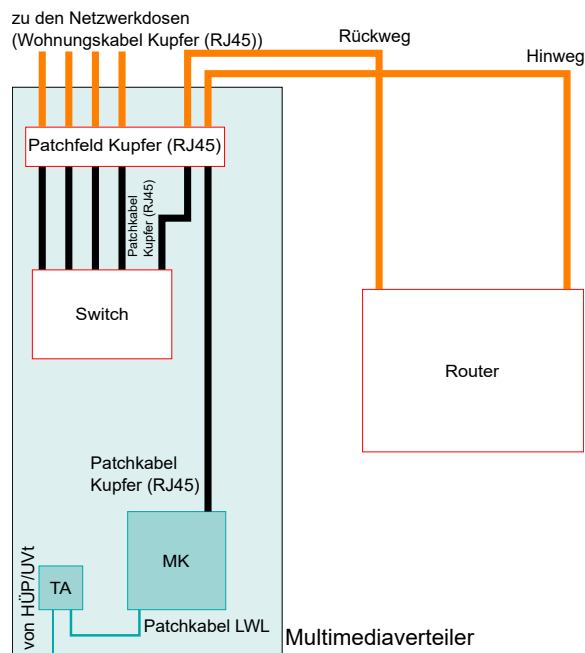 zu den Netzwerkdosen
(Wohnungskabel Kupfer (RJ45))
Rückweg
Hinweg
Patchfeld Kupfer (RJ45)
Patchkabel
Kupfer (RJ45)
Switch
Router
Patchkabel
Kupfer (RJ45)
MK
TA
von HÜP/UVt
Patchkabel LWL
Multimediaverteiler